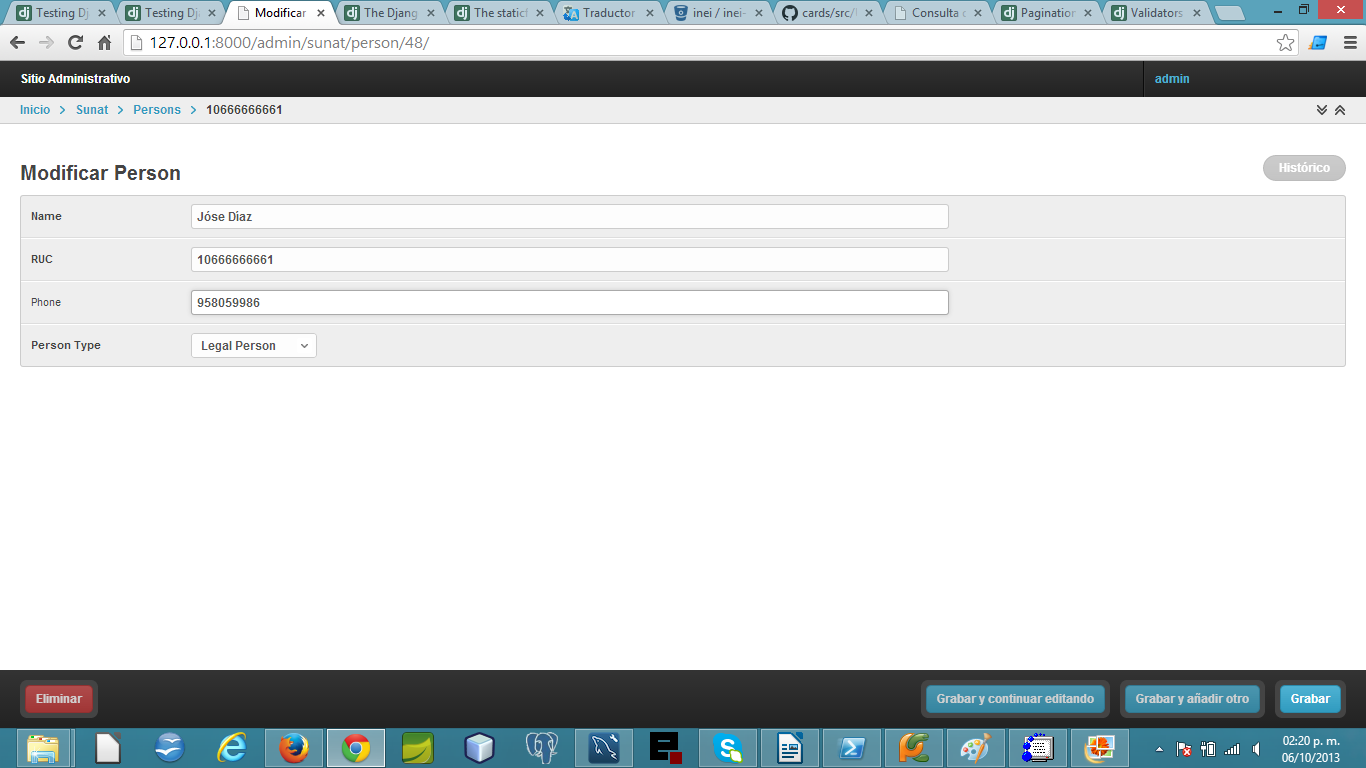 Testing Dj
Testing Dj
Modificar
The Djang
The staticf
Traductor
inei / inei-
cards/src/
Consulta
Pagination
Validators
127.0.0.1:8000/admin/sunat/person/48/
Sitio Administrativo
admin
Inicio > Sunat > Persons > 10666666661
Modificar Person
Histórico
Name
Jóse Díaz
RUC
10666666661
Phone
958059986
Person Type
Legal Person
Eliminar
Grabar y continuar editando
Grabar y añadir otro
Grabar
02:20 p. m.
06/10/2013